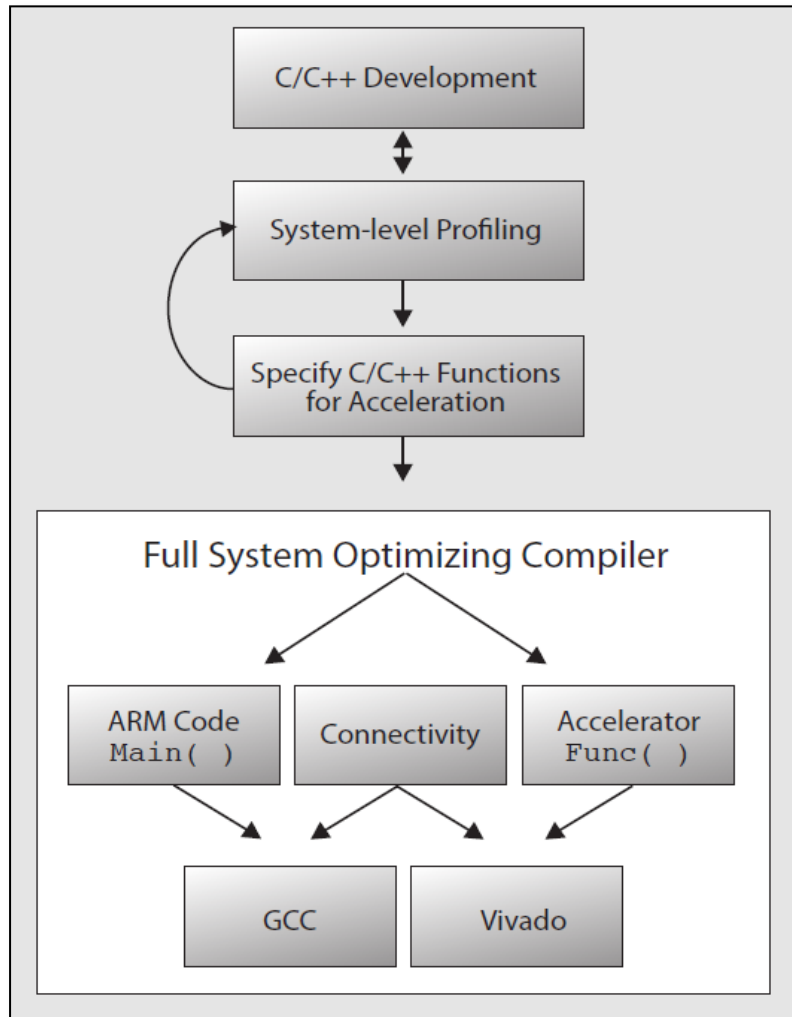 C/C++ Development
System-level Profiling
Specify C/C++ Functions
for Acceleration
Full System Optimizing Compiler
ARM Code
Main( )
Connectivity
Accelerator
Func( )
GCC
Vivado